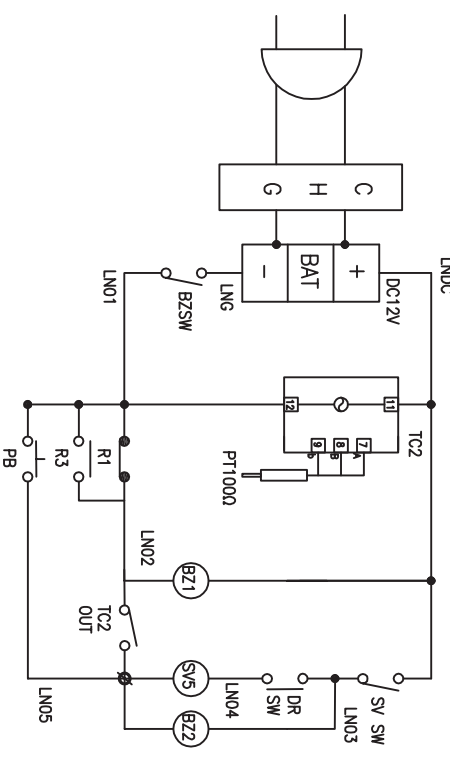 C
H
G
+
BAT
-
DC12V
LNDC
LNG
BZSW
LN01
11
12
TC2
7
8
9
A
B
b
PT100Ω
R1
R3
PB
LN02
BZ1
TC2
OUT
SV5
BZ2
LN04
DR
SW
LN03
SV SW
LN05